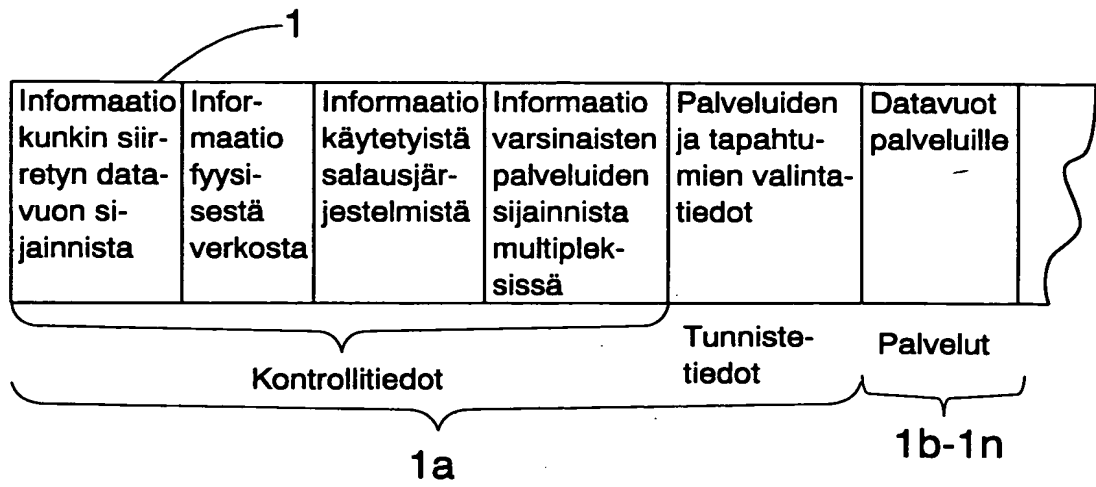 1
Informaatio
kunkin siir-
retyn data-
vuon si-
jainnista
Infor-
maatio
fyysi-
sestä
verkosta
Informaatio
käytetyistä
salausjär-
jestelmistä
Informaatio
varsinaisten
palveluiden
sijainnista
multiplek-
sissä
Palveluiden
ja tapahtu-
mien valinta-
tiedot
Datavuot
palveluille
Kontrollitiedot
Tunniste-
tiedot
Palvelut
1a
1b-1n